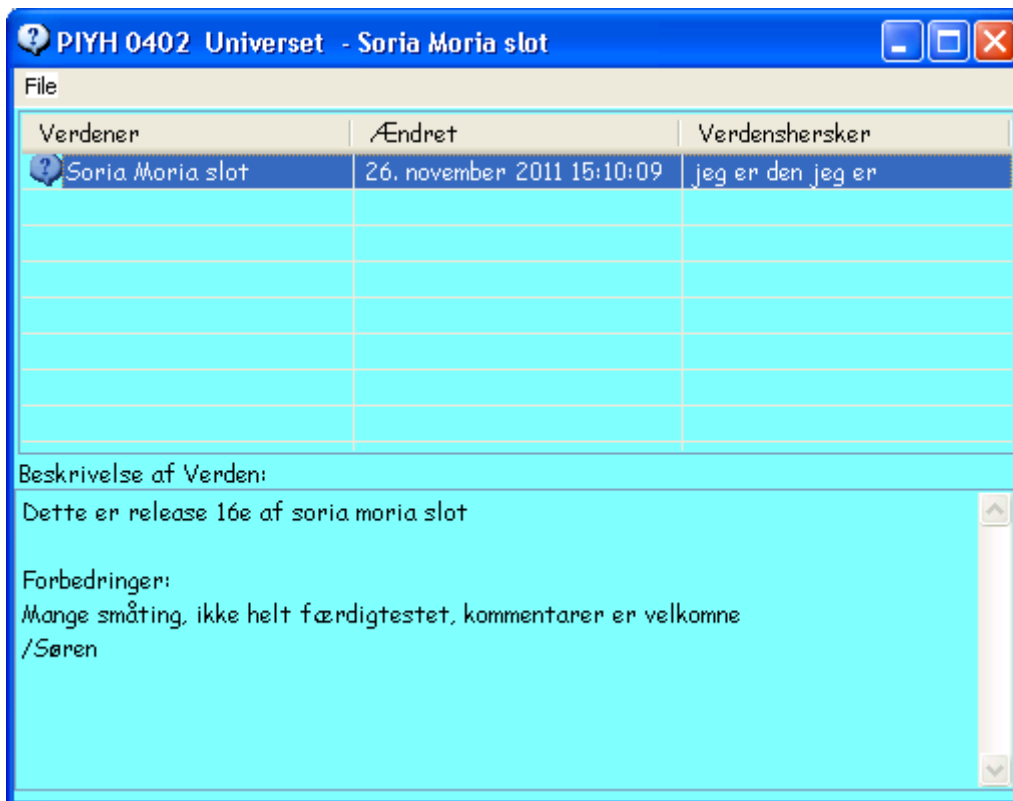 PIYH 0402 Universet - Soria Moria slot
File
Verdener Ændret Verdenshersker
Soria Moria slot 26. november 2011 15:10:09 jeg er den jeg er
Beskrivelse af Verden:
Dette er release 16e af soria moria slot
Forbedringer:
Mange småting, ikke helt færdigtestet, kommentarer er velkomne
/Søren